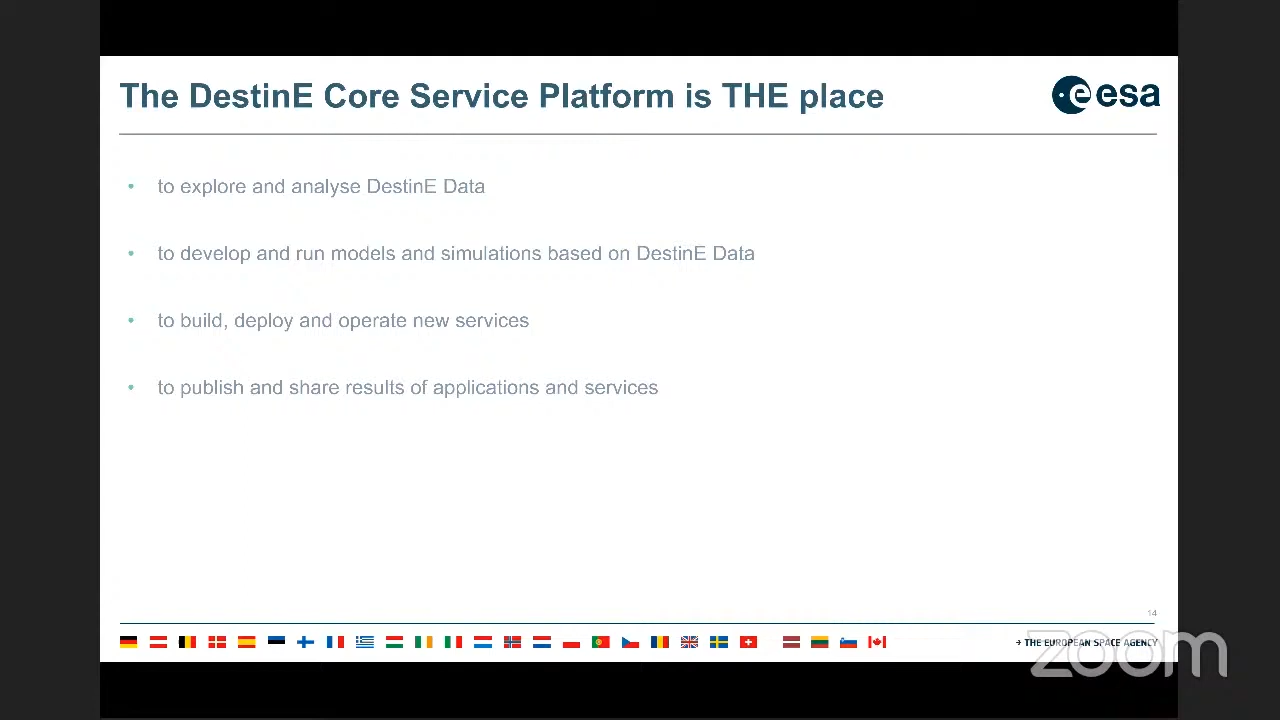 The DestinE Core Service Platform is THE place
esa
• to explore and analyse DestinE Data
• to develop and run models and simulations based on DestinE Data
• to build, deploy and operate new services
• to publish and share results of applications and services
14
→ THE EUROPEAN SPACE AGENCY
zoom